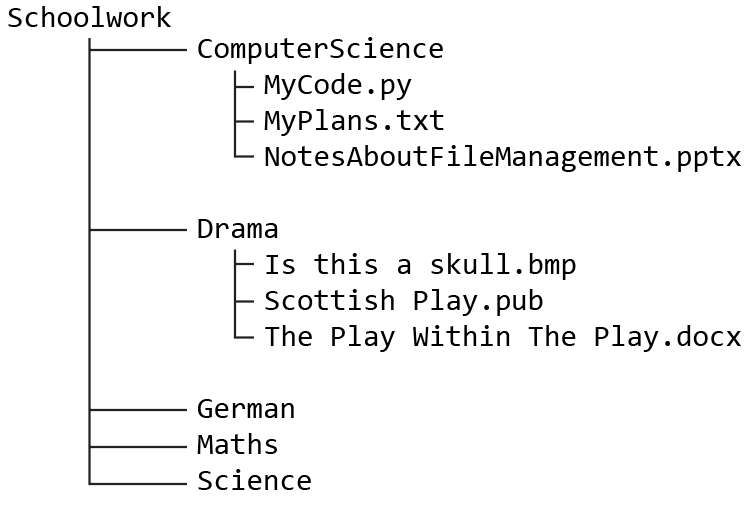 Schoolwork
ComputerScience
MyCode.py
MyPlans.txt
NotesAboutFileManagement.pptx
Drama
Is this a skull.bmp
Scottish Play.pub
The Play Within The Play.docx
German
Maths
Science